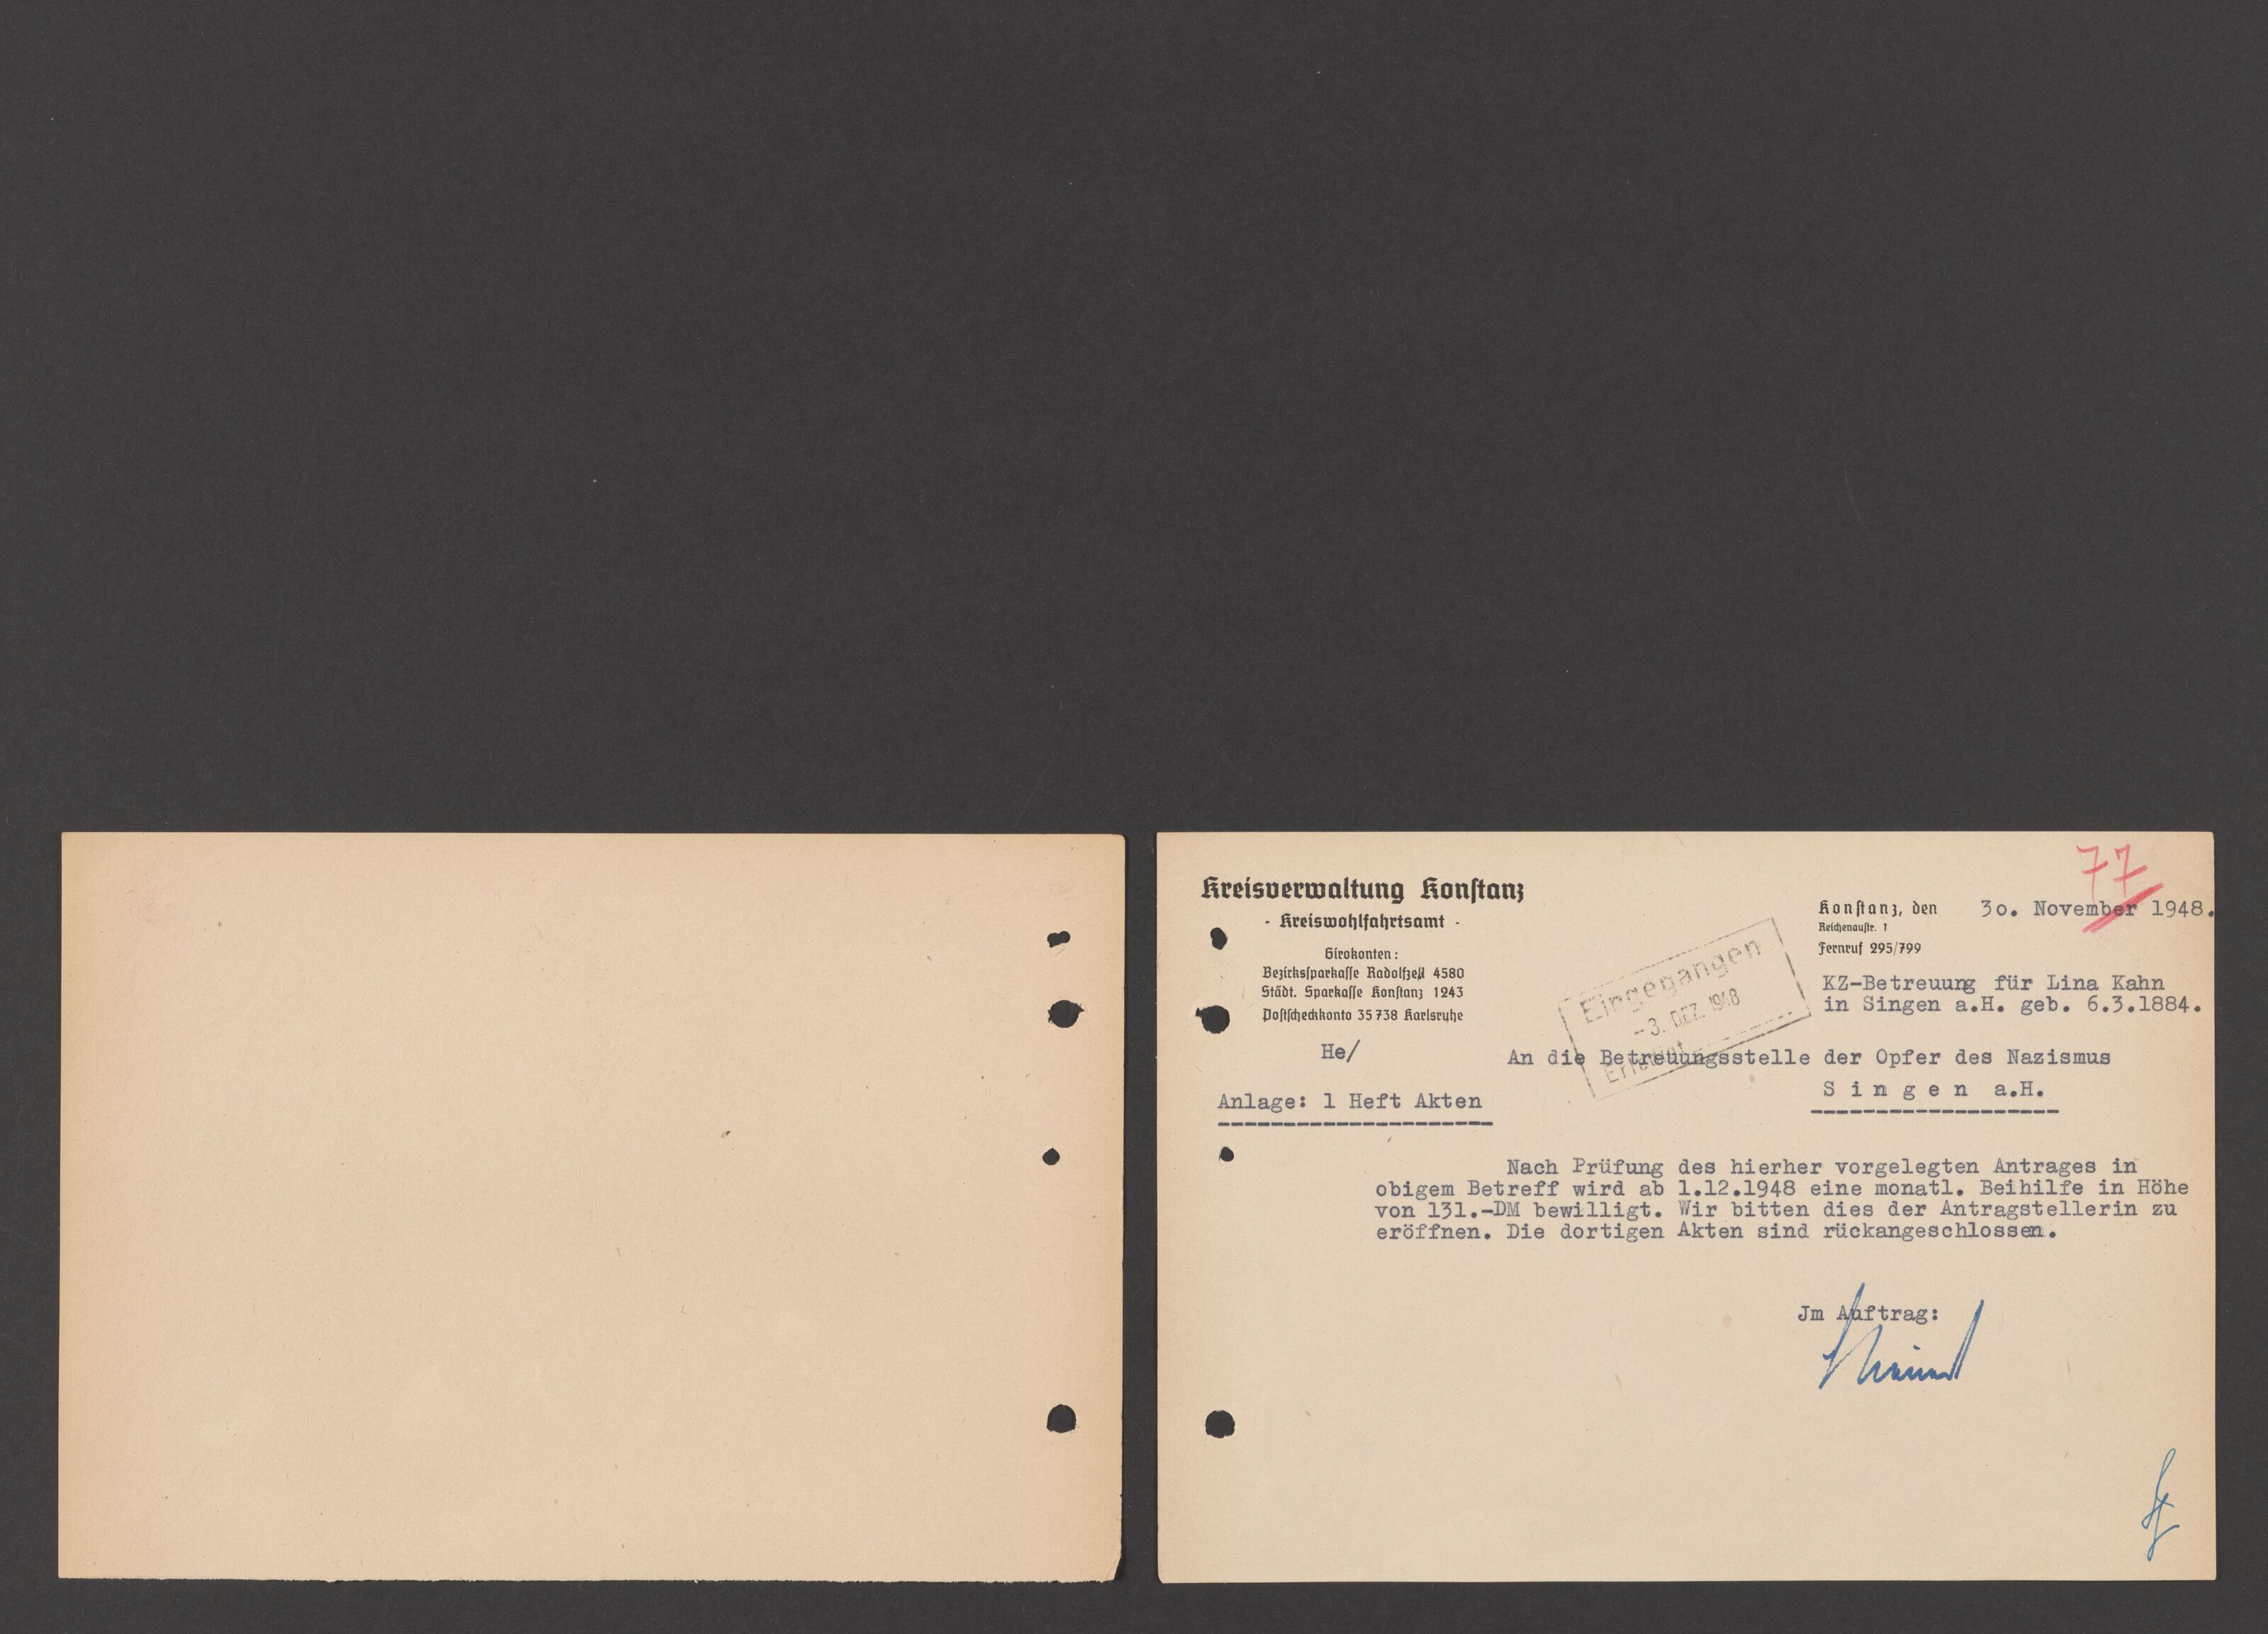 77
Kreisverwaltung Konstanz
- Kreiswohlfahrtsamt -
Girokonten:
Bezirkssparkasse Radolfzell 4580
Städt. Sparkasse Konstanz 1243
Postscheckkonto 35738 Karlsruhe
Konstanz, den 30. November 1948.
Reichenaustr. 1
Fernruf 295/799
Eingegangen
-3. DEZ. 1948
KZ-Betreuung für Lina Kahn
in Singen a.H. geb. 6.3.1884.
He/
An die Betreuungsstelle der Opfer des Nazismus
Singen a.H.
Anlage: 1 Heft Akten
Nach Prüfung des hierher vorgelegten Antrages in
obigem Betreff wird ab 1.12.1948 eine monatl. Beihilfe in Höhe
von 131.-DM bewilligt. Wir bitten dies der Antragstellerin zu
eröffnen. Die dortigen Akten sind rückangeschlossen.
Jm Auftrag: